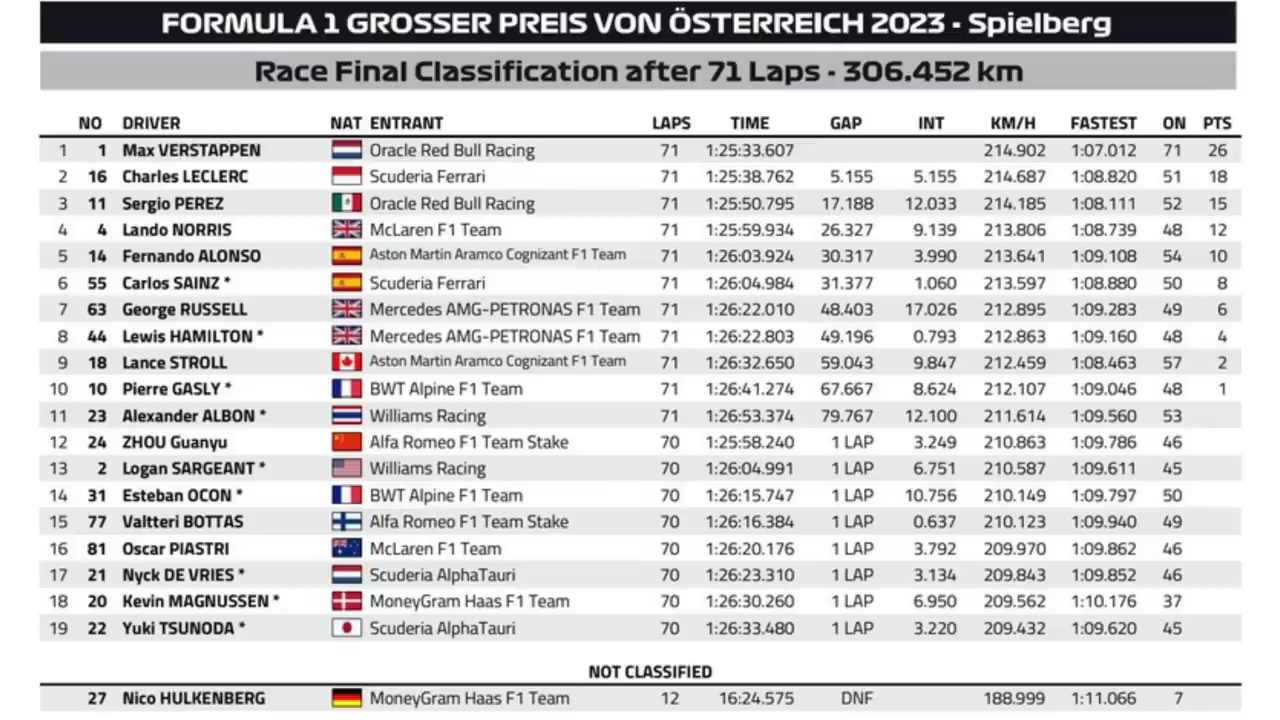 FORMULA 1 GROSSER PREIS VON ÖSTERREICH 2023 - Spielberg
Race Final Classification after 71 Laps - 306.452 km
NO DRIVER NAT ENTRANT LAPS TIME GAP INT KM/H FASTEST ON PTS
1 1 Max VERSTAPPEN Oracle Red Bull Racing 71 1:25:33.607 214.902 1:07.012 71 26
2 16 Charles LECLERC Scuderia Ferrari 71 1:25:38.762 5.155 5.155 214.687 1:08.820 51 18
3 11 Sergio PEREZ Oracle Red Bull Racing 71 1:25:50.795 17.188 12.033 214.185 1:08.111 52 15
4 4 Lando NORRIS McLaren F1 Team 71 1:25:59.934 26.327 9.139 213.806 1:08.739 48 12
5 14 Fernando ALONSO Aston Martin Aramco Cognizant F1 Team 71 1:26:03.924 30.317 3.990 213.641 1:09.108 54 10
6 55 Carlos SAINZ * Scuderia Ferrari 71 1:26:04.984 31.377 1.060 213.597 1:08.880 50 8
7 63 George RUSSELL Mercedes AMG-PETRONAS F1 Team 71 1:26:22.010 48.403 17.026 212.895 1:09.283 49 6
8 44 Lewis HAMILTON * Mercedes AMG-PETRONAS F1 Team 71 1:26:22.803 49.196 0.793 212.863 1:09.160 48 4
9 18 Lance STROLL Aston Martin Aramco Cognizant F1 Team 71 1:26:32.650 59.043 9.847 212.459 1:08.463 57 2
10 10 Pierre GASLY * BWT Alpine F1 Team 71 1:26:41.274 67.667 8.624 212.107 1:09.046 48 1
11 23 Alexander ALBON * Williams Racing 71 1:26:53.374 79.767 12.100 211.614 1:09.560 53
12 24 ZHOU Guanyu Alfa Romeo F1 Team Stake 70 1:25:58.240 1 LAP 3.249 210.863 1:09.786 46
13 2 Logan SARGEANT * Williams Racing 70 1:26:04.991 1 LAP 6.751 210.587 1:09.611 45
14 31 Esteban OCON * BWT Alpine F1 Team 70 1:26:15.747 1 LAP 10.756 210.149 1:09.797 50
15 77 Valtteri BOTTAS Alfa Romeo F1 Team Stake 70 1:26:16.384 1 LAP 0.637 210.123 1:09.940 49
16 81 Oscar PIASTRI McLaren F1 Team 70 1:26:20.176 1 LAP 3.792 209.970 1:09.862 46
17 21 Nyck DE VRIES * Scuderia AlphaTauri 70 1:26:23.310 1 LAP 3.134 209.843 1:09.852 46
18 20 Kevin MAGNUSSEN * MoneyGram Haas F1 Team 70 1:26:30.260 1 LAP 6.950 209.562 1:10.176 37
19 22 Yuki TSUNODA * Scuderia AlphaTauri 70 1:26:33.480 1 LAP 3.220 209.432 1:09.620 45
NOT CLASSIFIED
27 Nico HULKENBERG MoneyGram Haas F1 Team 12 16:24.575 DNF 188.999 1:11.066 7